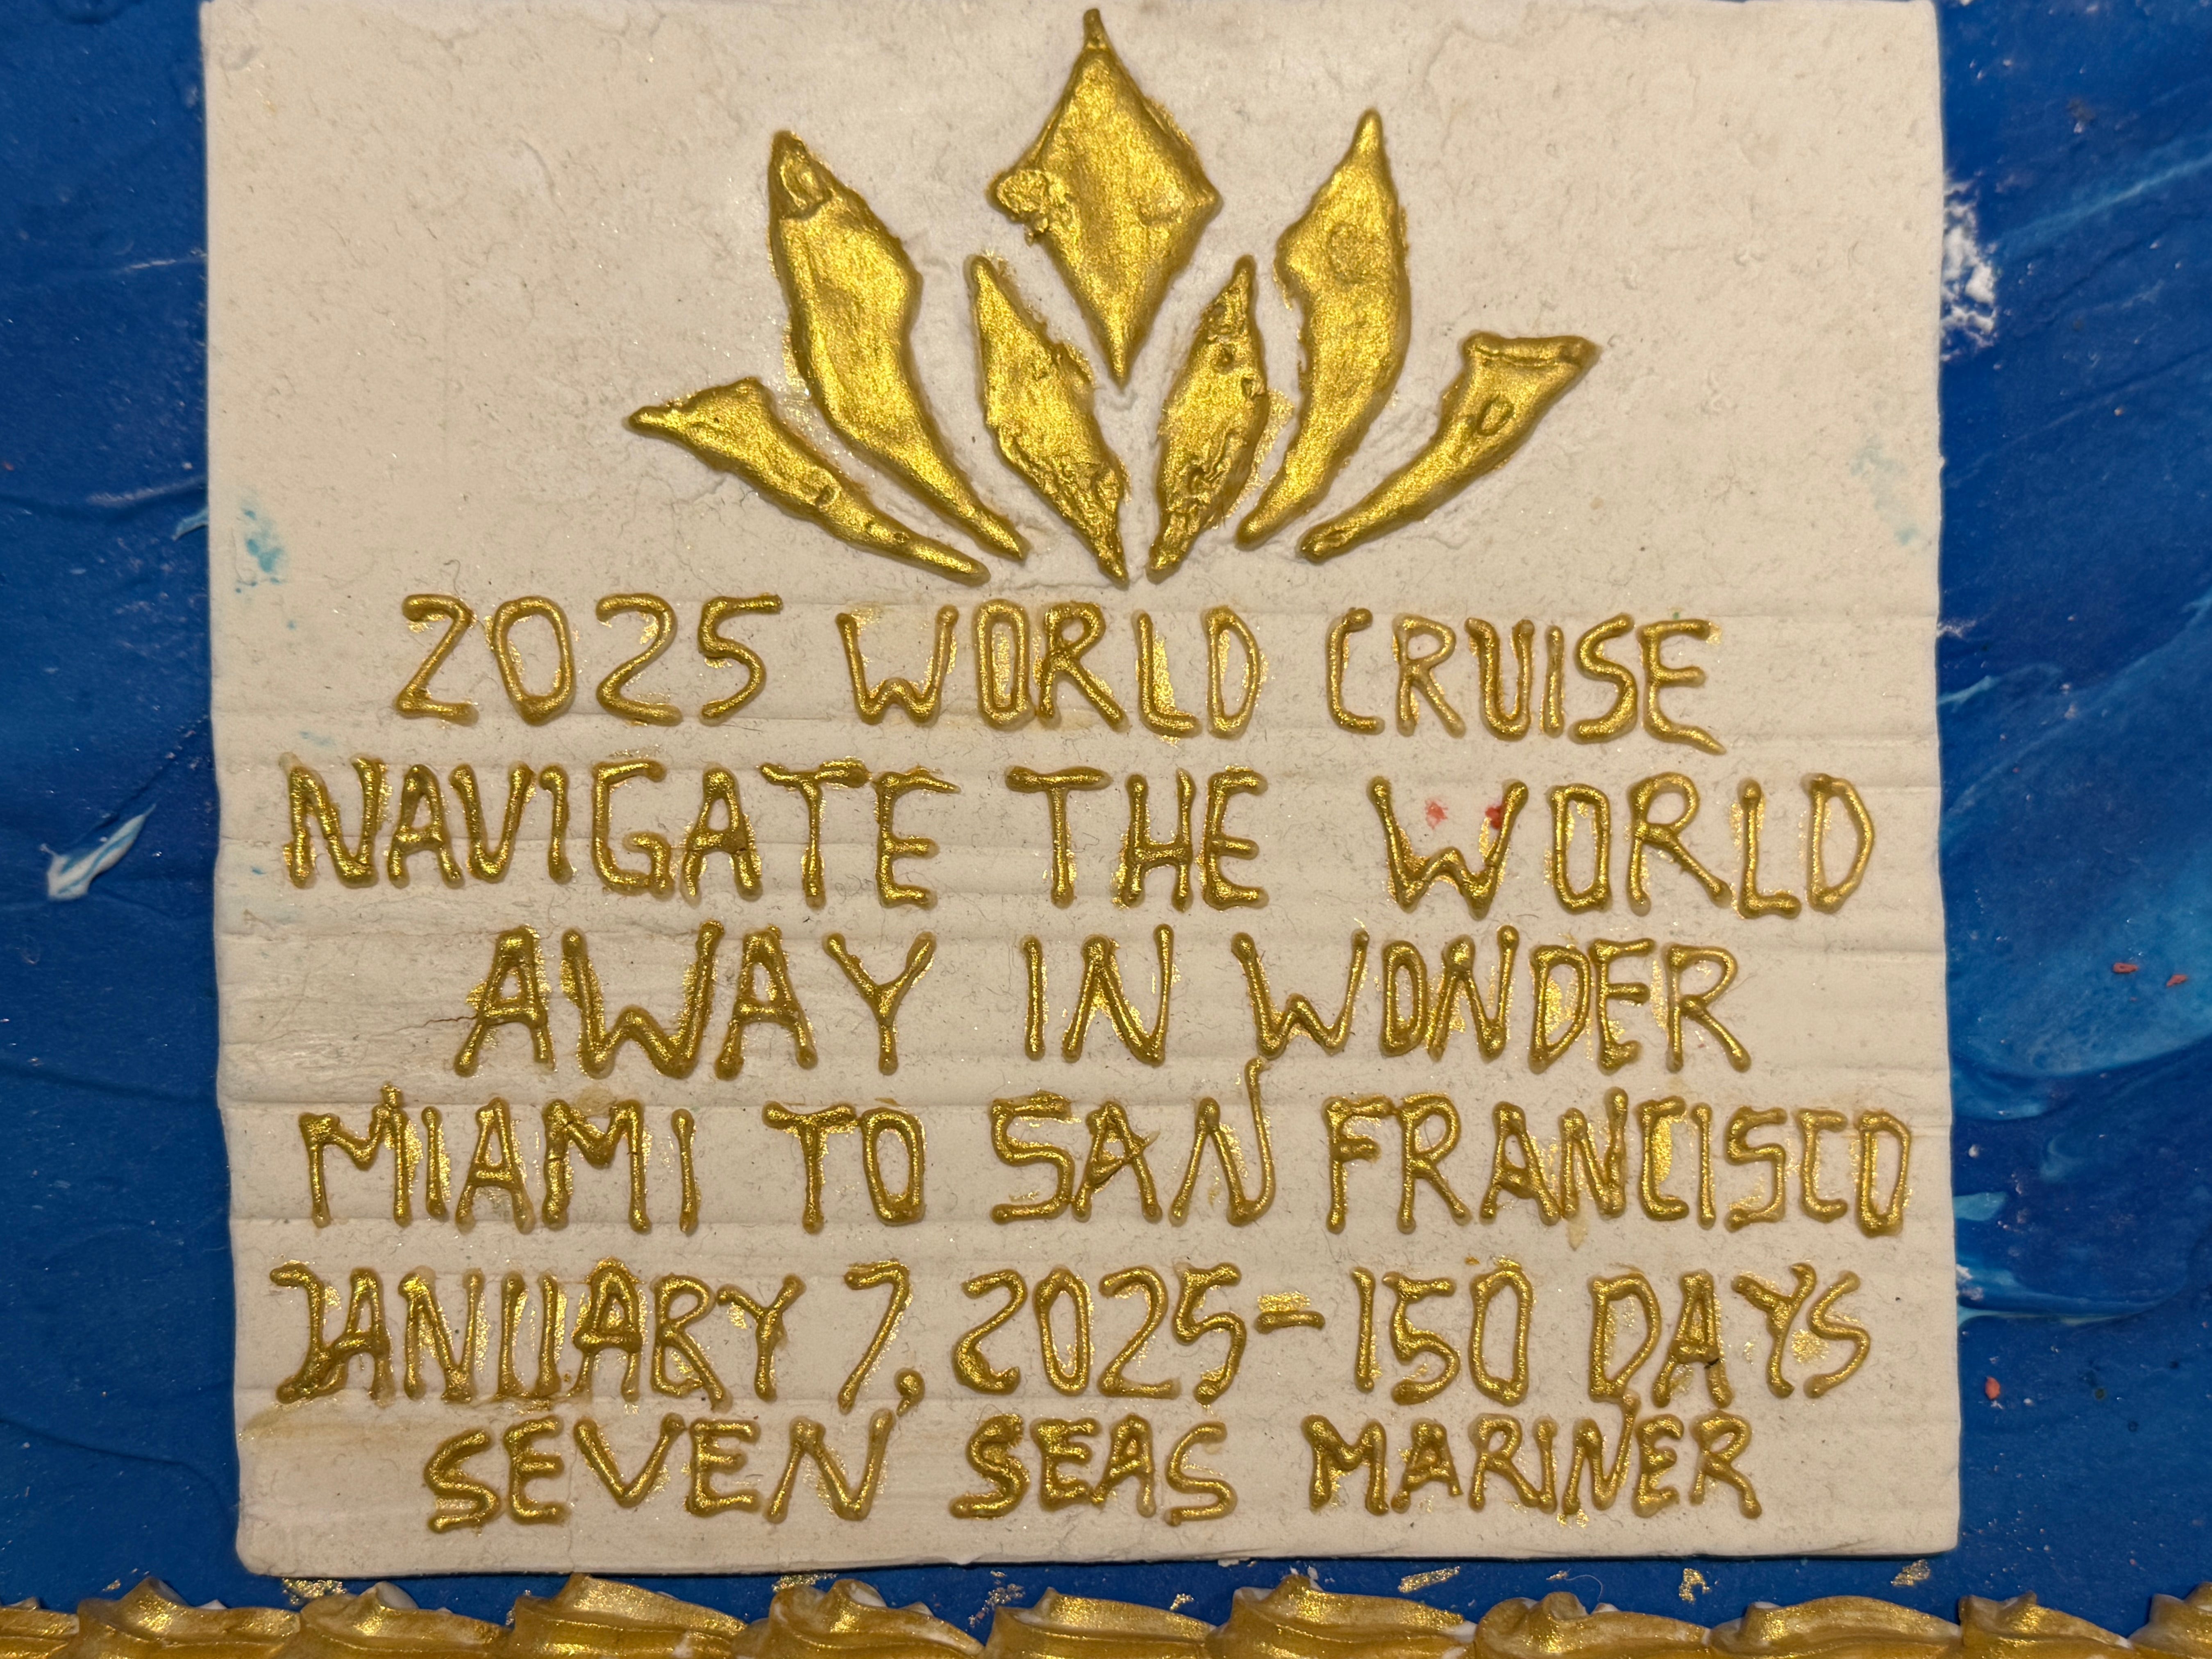 2025 WORLD CRUISE
NAVIGATE THE WORLD
AWAY IN WONDER
MIAMI TO SAN FRANCISCO
JANUARY 7, 2025-150 DAYS
SEVEN SEAS MARINER